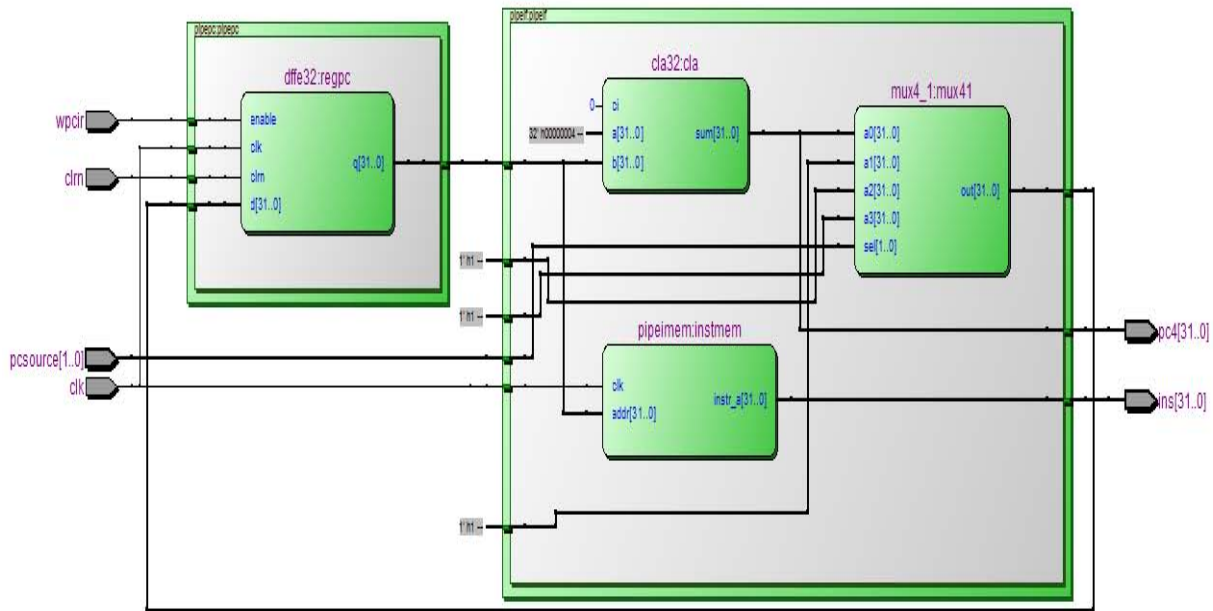 pipepc:pipepc
dffe32:regpc
enable
clk
clrn
d[31..0]
q[31..0]
wpcir
clrn
pcsource[1..0]
clk
pipeif:pipeif
cla32:cla
0
ci
32' h00000004 --
a[31..0]
b[31..0]
sum[31..0]
mux4_1:mux41
a0[31..0]
a1[31..0]
a2[31..0]
a3[31..0]
sel[1..0]
out[31..0]
1' h1 --
1' h1 --
pipeimem:instmem
clk
addr[31..0]
instr_a[31..0]
1' h1 --
pc4[31..0]
ins[31..0]